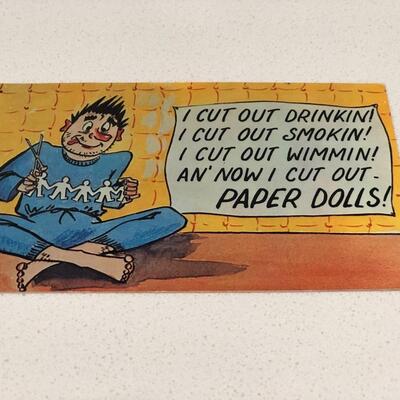 I CUT OUT DRINKIN!
I CUT OUT SMOKIN!
I CUT OUT WIMMIN!
AN' NOW I CUT OUT-
PAPER DOLLS!